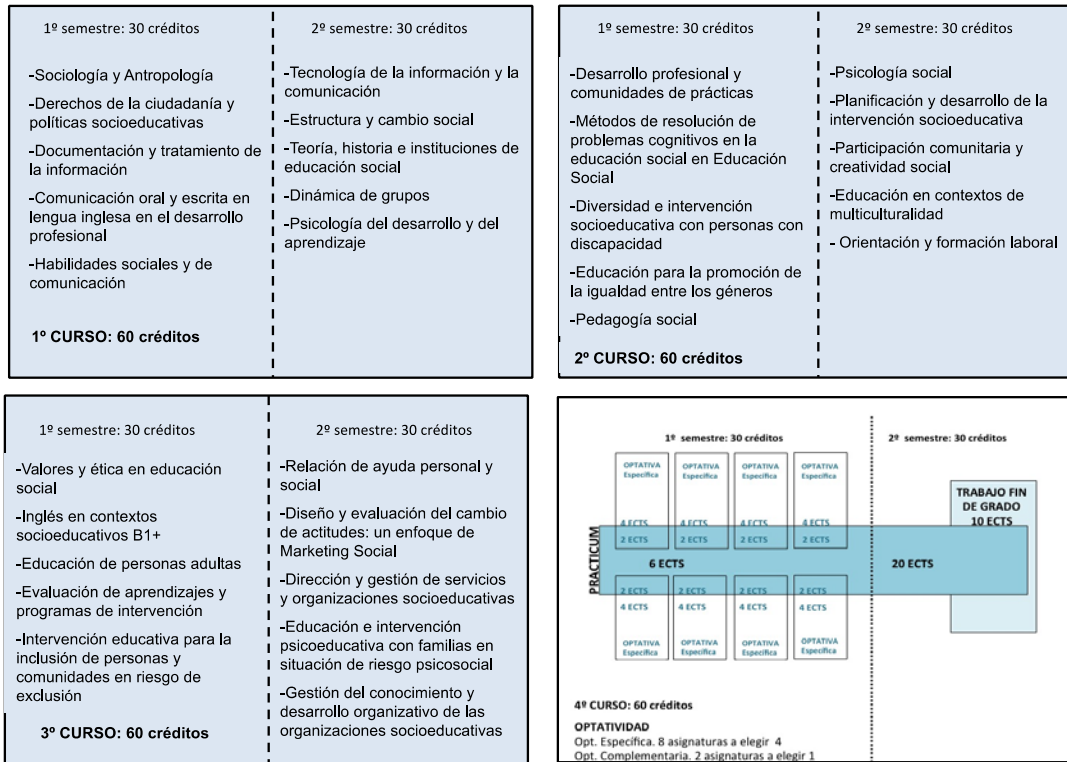 1º semestre: 30 créditos
-Sociología y Antropología
-Derechos de la ciudadanía y
políticas socioeducativas
-Documentación y tratamiento de
la información
-Comunicación oral y escrita en
lengua inglesa en el desarrollo
profesional
-Habilidades sociales y de
comunicación
1º CURSO: 60 créditos
2º semestre: 30 créditos
-Tecnología de la información y la
comunicación
-Estructura y cambio social
-Teoría, historia e instituciones de
educación social
-Dinámica de grupos
-Psicología del desarrollo y del
aprendizaje
1º semestre: 30 créditos
-Desarrollo profesional y
comunidades de prácticas
-Métodos de resolución de
problemas cognitivos en la
educación social en Educación
Social
-Diversidad e intervención
socioeducativa con personas con
discapacidad
-Educación para la promoción de
la igualdad entre los géneros
-Pedagogía social
2º CURSO: 60 créditos
2º semestre: 30 créditos
-Psicología social
-Planificación y desarrollo de la
intervención socioeducativa
-Participación comunitaria y
creatividad social
-Educación en contextos de
multiculturalidad
- Orientación y formación laboral
1º semestre: 30 créditos
-Valores y ética en educación
social
-Inglés en contextos
socioeducativos B1+
-Educación de personas adultas
-Evaluación de aprendizajes y
programas de intervención
-Intervención educativa para la
inclusión de personas y
comunidades en riesgo de
exclusión
3º CURSO: 60 créditos
2º semestre: 30 créditos
-Relación de ayuda personal y
social
-Diseño y evaluación del cambio
de actitudes: un enfoque de
Marketing Social
-Dirección y gestión de servicios
y organizaciones socioeducativas
-Educación e intervención
psicoeducativa con familias en
situación de riesgo psicosocial
-Gestión del conocimiento y
desarrollo organizativo de las
organizaciones socioeducativas
1º semestre: 30 créditos
2º semestre: 30 créditos
OPTATIVA OPTATIVA OPTATIVA OPTATIVA
Específica Específica Específica Específica
4 ECTS 4 ECTS 4 ECTS 4 ECTS
2 ECTS 2 ECTS 2 ECTS 2 ECTS
TRABAJO FIN
DE GRADO
10 ECTS
PRACTICUM
6 ECTS
20 ECTS
2 ECTS 2 ECTS 2 ECTS 2 ECTS
4 ECTS 4 ECTS 4 ECTS 4 ECTS
OPTATIVA OPTATIVA OPTATIVA OPTATIVA
Específica Específica Específica Específica
4º CURSO: 60 créditos
OPTATIVIDAD
Opt. Específica. 8 asignaturas a elegir 4
Opt. Complementaria. 2 asignaturas a elegir 1